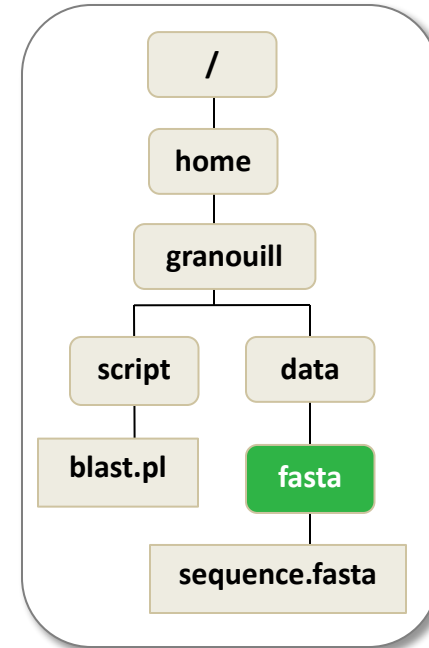 /
home
granouill
script data
blast.pl fasta
sequence.fasta